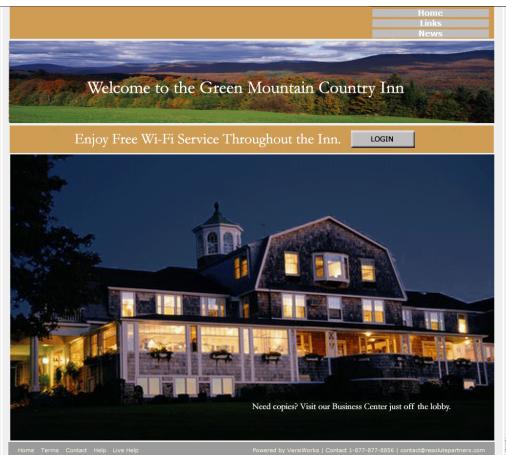 Home
Links
News
Welcome to the Green Mountain Country Inn
Enjoy Free Wi-Fi Service Throughout the Inn. LOGIN
Need copies? Visit our Business Center just off the lobby.
Home Terms Contact Help Live Help Powered by VersiWorks | Contact 1-877-877-8856 | contact@resolutepartners.com